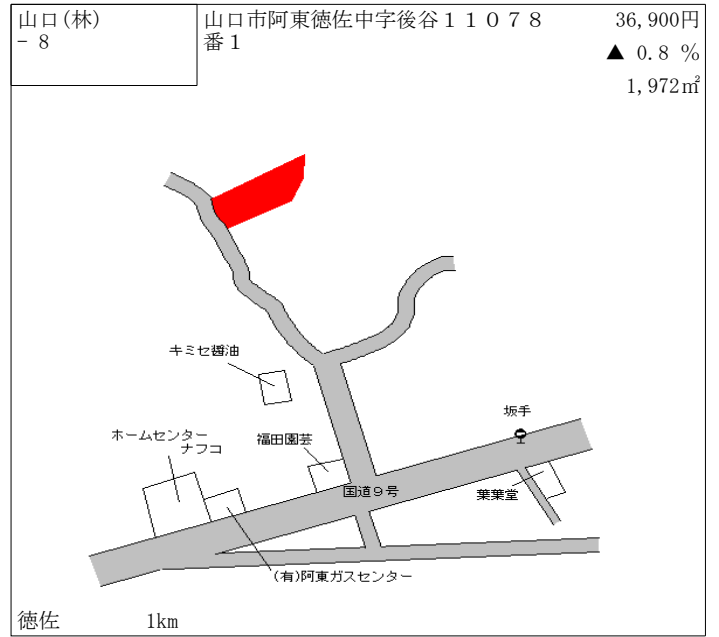 山口(林)
－８
山口市阿東徳佐中字後谷１１０７８
番１
36,900円
▲ 0.8 %
1,972㎡
キミセ醤油
坂手
ホームセンター
ナフコ
福田園芸
国道９号
葉葉堂
(有)阿東ガスセンター
徳佐 1km